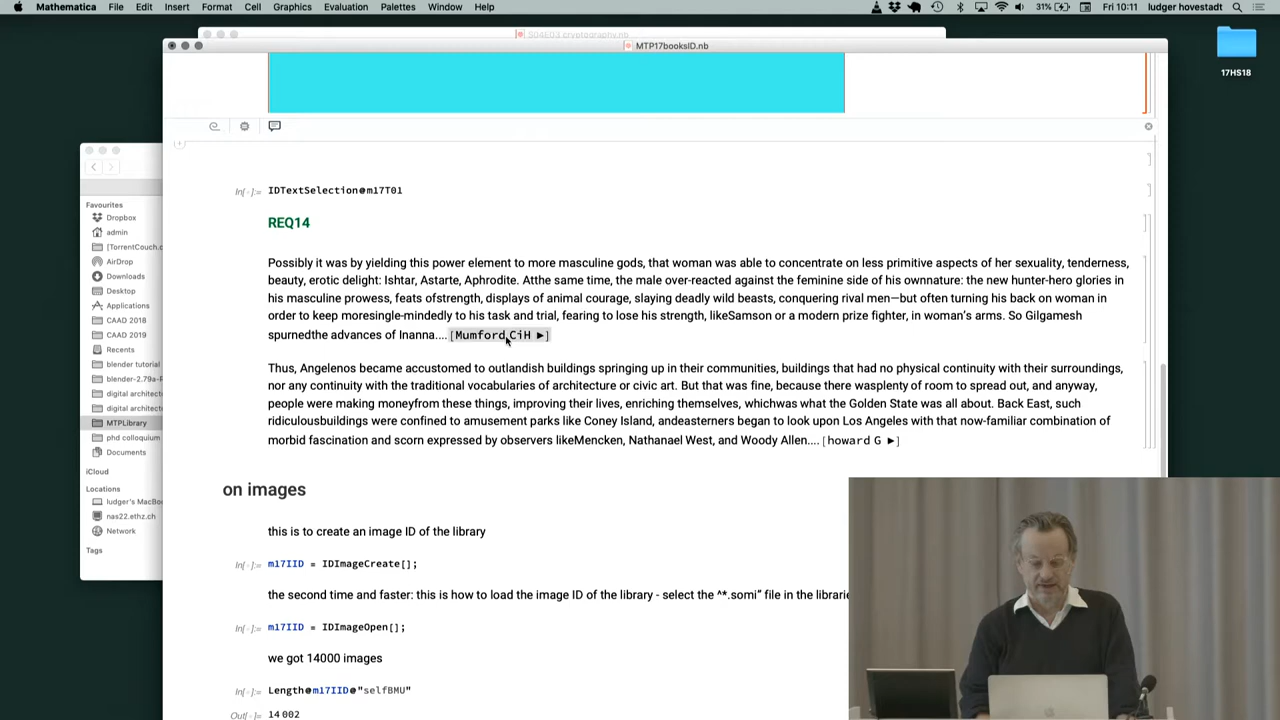 Mathematica File Edit Insert Format Cell Graphics Evaluation Palettes Window Help 31% Fri 10:11 ludger hovestadt
S04E03 cryptography.nb
MTP17booksID.nb
17HS18
In[ ]:= IDTextSelection@m17T01
REQ14
Possibly it was by yielding this power element to more masculine gods, that woman was able to concentrate on less primitive aspects of her sexuality, tenderness,
beauty, erotic delight: Ishtar, Astarte, Aphrodite. Atthe same time, the male over-reacted against the feminine side of his ownnature: the new hunter-hero glories in
his masculine prowess, feats ofstrength, displays of animal courage, slaying deadly wild beasts, conquering rival men—but often turning his back on woman in
order to keep moresingle-mindedly to his task and trial, fearing to lose his strength, likeSamson or a modern prize fighter, in woman's arms. So Gilgamesh
spurnedthe advances of Inanna.... [Mumford CiH ►]
Thus, Angelenos became accustomed to outlandish buildings springing up in their communities, buildings that had no physical continuity with their surroundings,
nor any continuity with the traditional vocabularies of architecture or civic art. But that was fine, because there wasplenty of room to spread out, and anyway,
people were making moneyfrom these things, improving their lives, enriching themselves, whichwas what the Golden State was all about. Back East, such
ridiculousbuildings were confined to amusement parks like Coney Island, andeasterners began to look upon Los Angeles with that now-familiar combination of
morbid fascination and scorn expressed by observers likeMencken, Nathanael West, and Woody Allen.... [howard G ►]
on images
this is to create an image ID of the library
In[ ]:= m17IID = IDImageCreate[];
the second time and faster: this is how to load the image ID of the library - select the "*.somi" file in the librarie
In[ ]:= m17IID = IDImageOpen[];
we got 14000 images
In[ ]:= Length@m17IID@"selfBMU"
Out[ ]= 14 002
Favourites
Dropbox
admin
[TorrentCouch.c
AirDrop
Downloads
Desktop
Applications
CAAD 2018
CAAD 2019
Recents
blender tutorial
blender-2.79a-
digital architec
digital architec
MTPLibrary
phd colloquium
Documents
iCloud
Locations
ludger's MacBo
nas22.ethz.ch
Network
Tags